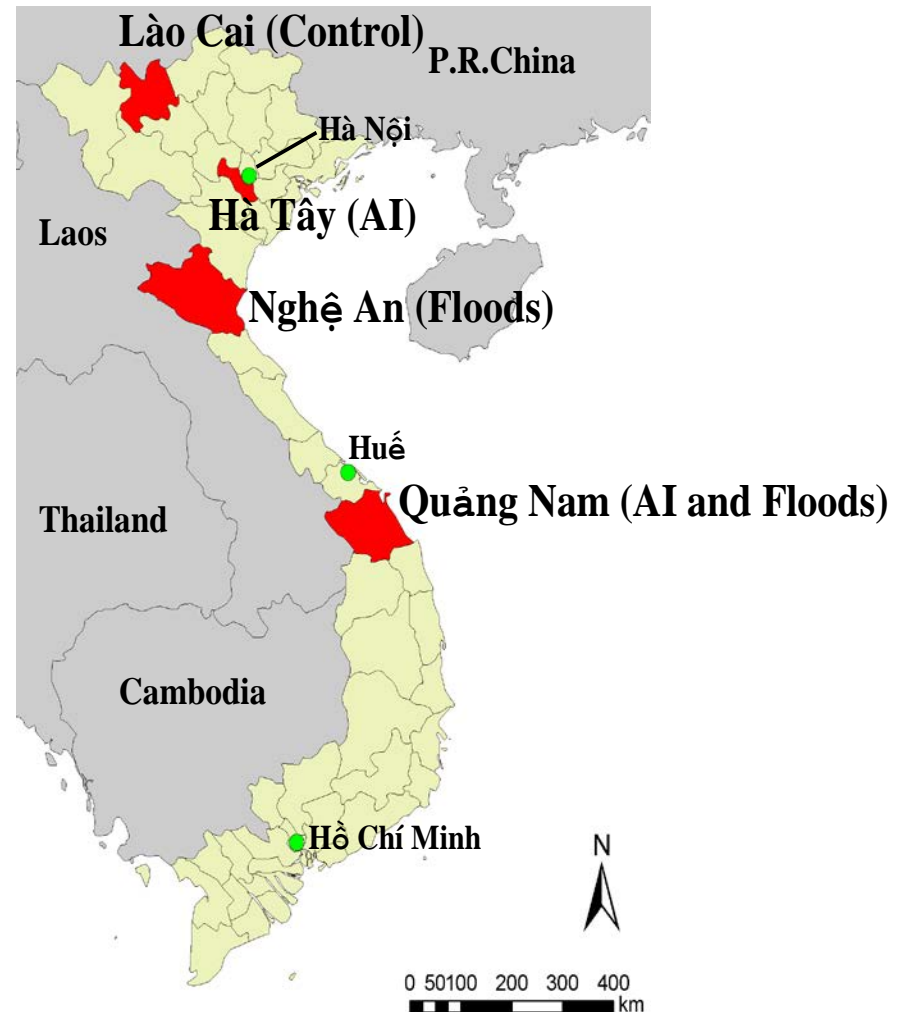 Lào Cai (Control)
P.R.China
Hà Nội
Hà Tây (AI)
Laos
Nghệ An (Floods)
Huế
Quảng Nam (AI and Floods)
Thailand
Cambodia
Hồ Chí Minh
N
0 50100 200 300 400
km